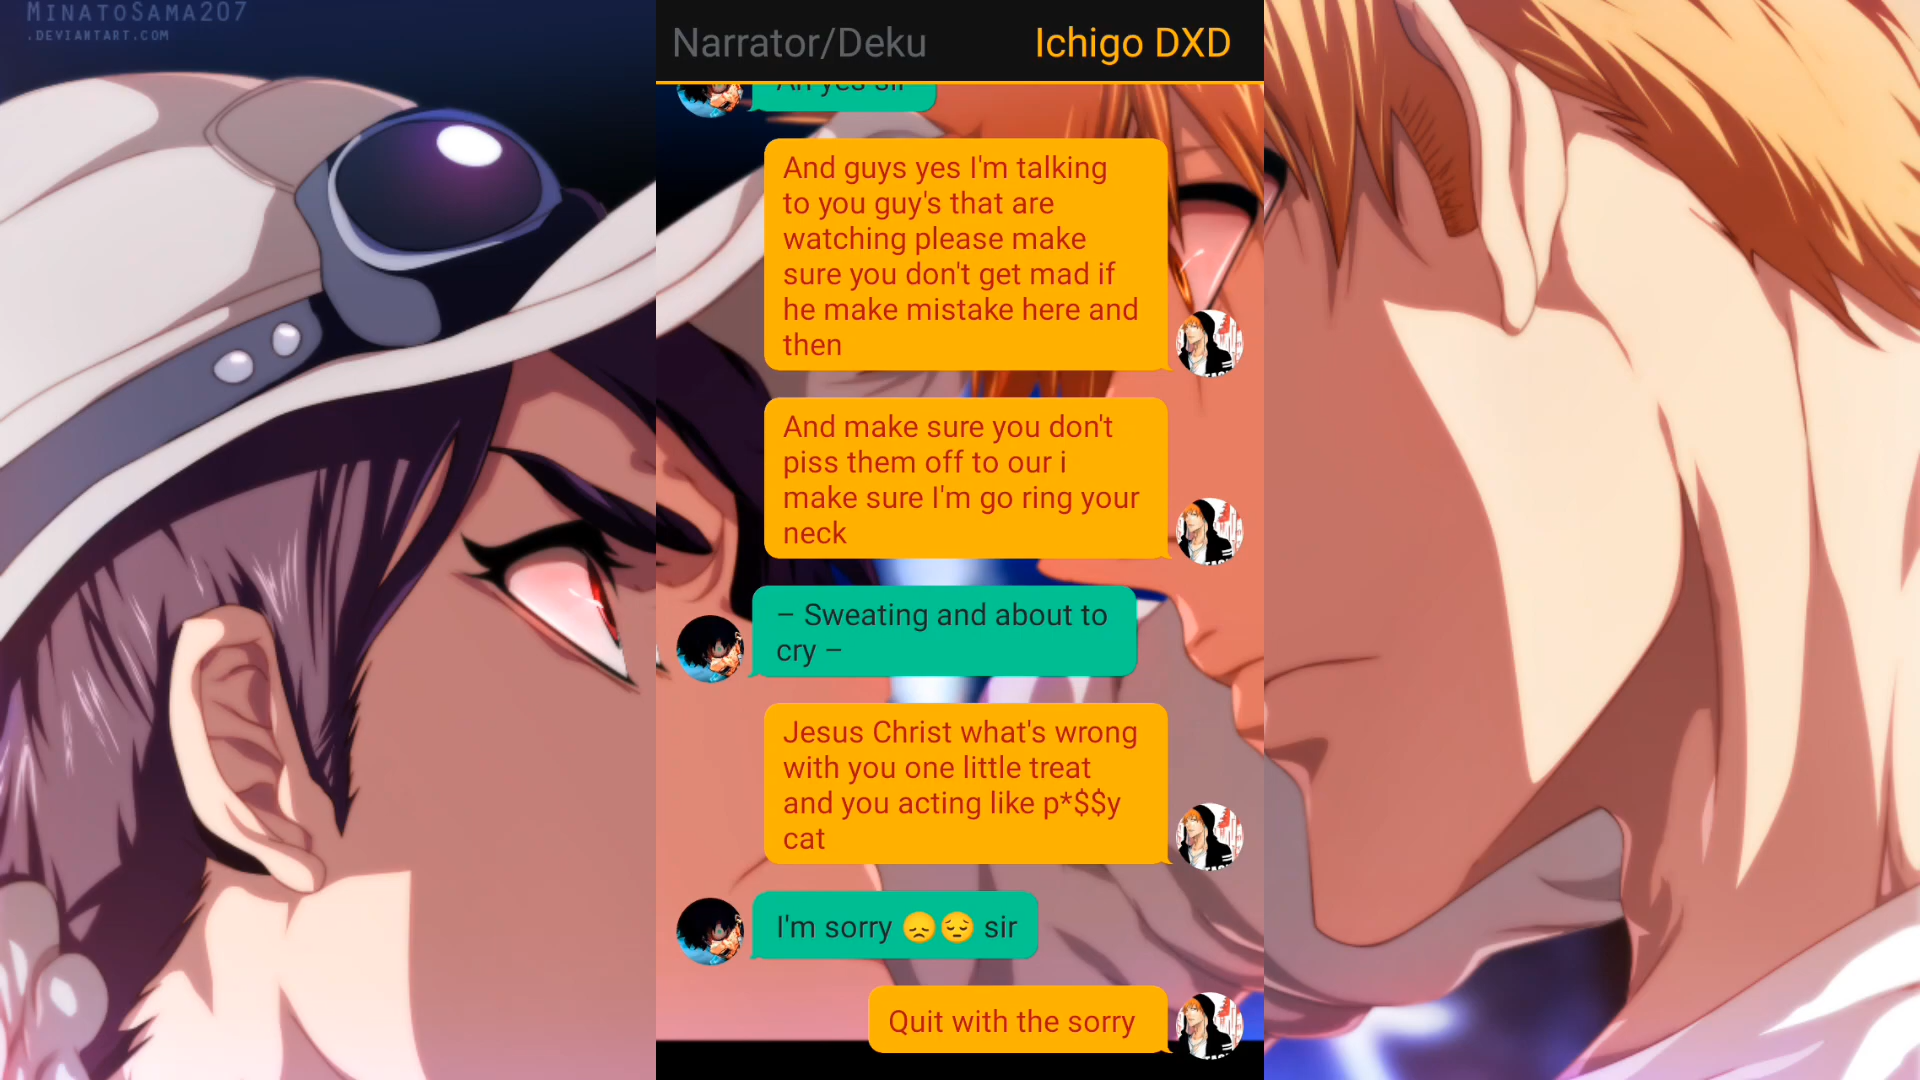 MinatoSama207
.deviantart.com
Narrator/Deku
Ichigo DXD
Ah yes sir
And guys yes I'm talking
to you guy's that are
watching please make
sure you don't get mad if
he make mistake here and
then
And make sure you don't
piss them off to our i
make sure I'm go ring your
neck
– Sweating and about to
cry –
Jesus Christ what's wrong
with you one little treat
and you acting like p*$$y
cat
I'm sorry 😞😔 sir
Quit with the sorry